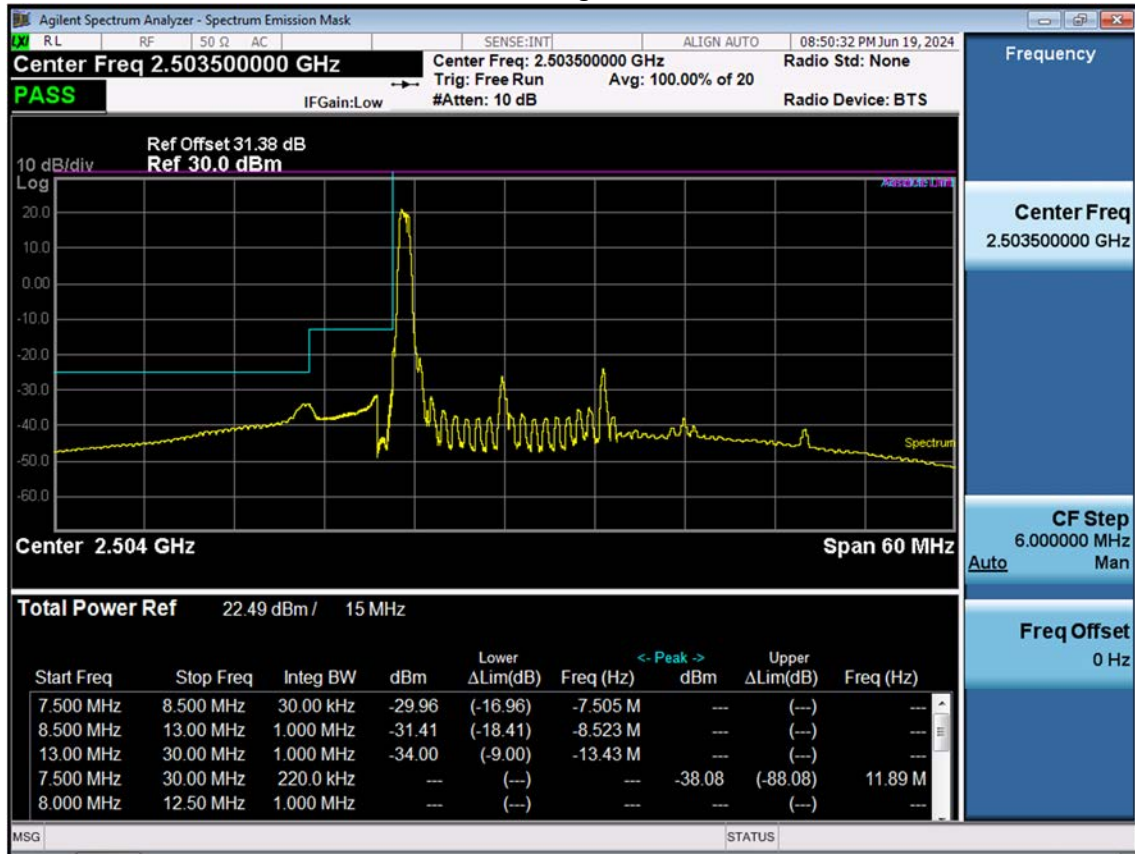 Agilent Spectrum Analyzer - Spectrum Emission Mask
LXI RL RF 50 Ω AC SENSE:INT ALIGN AUTO 08:50:32 PM Jun 19, 2024
Center Freq 2.503500000 GHz
Center Freq: 2.503500000 GHz
Radio Std: None
Trig: Free Run Avg: 100.00% of 20
PASS
IFGain:Low
#Atten: 10 dB
Radio Device: BTS
Ref Offset 31.38 dB
10 dB/div Ref 30.0 dBm
Log
Absolute Limit
20.0
10.0
0.00
-10.0
-20.0
-30.0
-40.0
-50.0
-60.0
Spectrum
Center 2.504 GHz Span 60 MHz
Total Power Ref 22.49 dBm / 15 MHz
Lower <- Peak -> Upper
Start Freq Stop Freq Integ BW dBm ΔLim(dB) Freq (Hz) dBm ΔLim(dB) Freq (Hz)
7.500 MHz 8.500 MHz 30.00 kHz -29.96 (-16.96) -7.505 M --- (---) ---
8.500 MHz 13.00 MHz 1.000 MHz -31.41 (-18.41) -8.523 M --- (---) ---
13.00 MHz 30.00 MHz 1.000 MHz -34.00 (-9.00) -13.43 M --- (---) ---
7.500 MHz 30.00 MHz 220.0 kHz --- (---) --- -38.08 (-88.08) 11.89 M
8.000 MHz 12.50 MHz 1.000 MHz --- (---) --- --- (---) ---
MSG STATUS
Frequency
Center Freq
2.503500000 GHz
CF Step
6.000000 MHz
Auto Man
Freq Offset
0 Hz